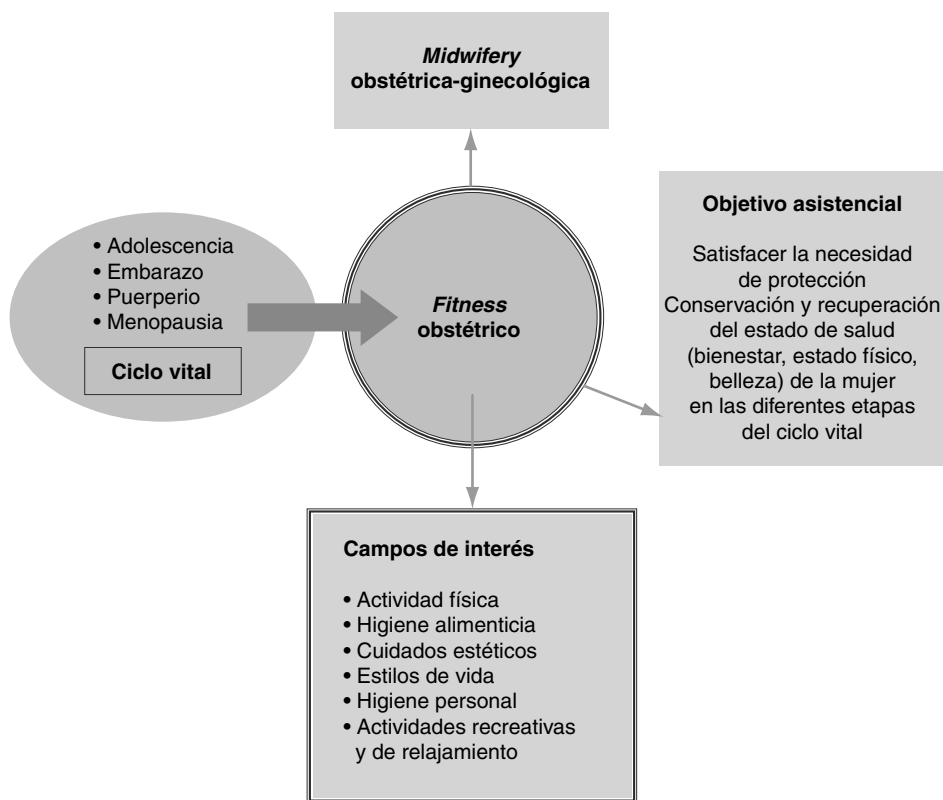 Midwifery
obstétrica-ginecológica
• Adolescencia
• Embarazo
• Puerperio
• Menopausia
Ciclo vital
Fitness
obstétrico
Objetivo asistencial
Satisfacer la necesidad
de protección
Conservación y recuperación
del estado de salud
(bienestar, estado físico,
belleza) de la mujer
en las diferentes etapas
del ciclo vital
Campos de interés
• Actividad física
• Higiene alimenticia
• Cuidados estéticos
• Estilos de vida
• Higiene personal
• Actividades recreativas
y de relajamiento